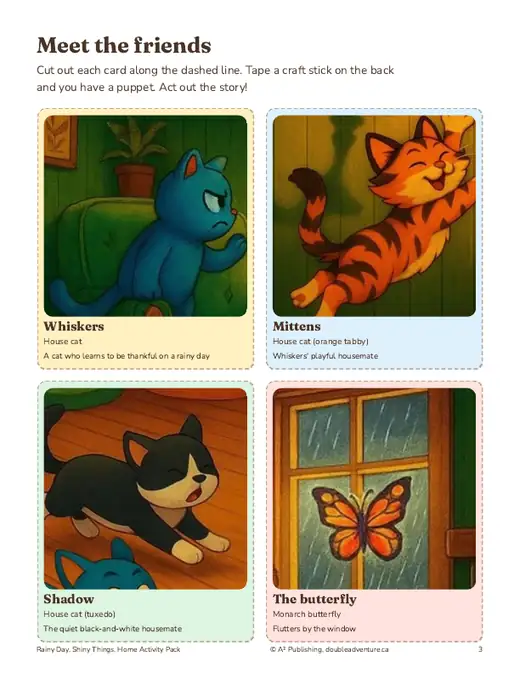 Meet the friends
Cut out each card along the dashed line. Tape a craft stick on the back
and you have a puppet. Act out the story!
Whiskers
House cat
A cat who learns to be thankful on a rainy day
Mittens
House cat (orange tabby)
Whiskers' playful housemate
Shadow
House cat (tuxedo)
The quiet black-and-white housemate
The butterfly
Monarch butterfly
Flutters by the window
Rainy Day, Shiny Things. Home Activity Pack
© A² Publishing, doubleadventure.ca
3